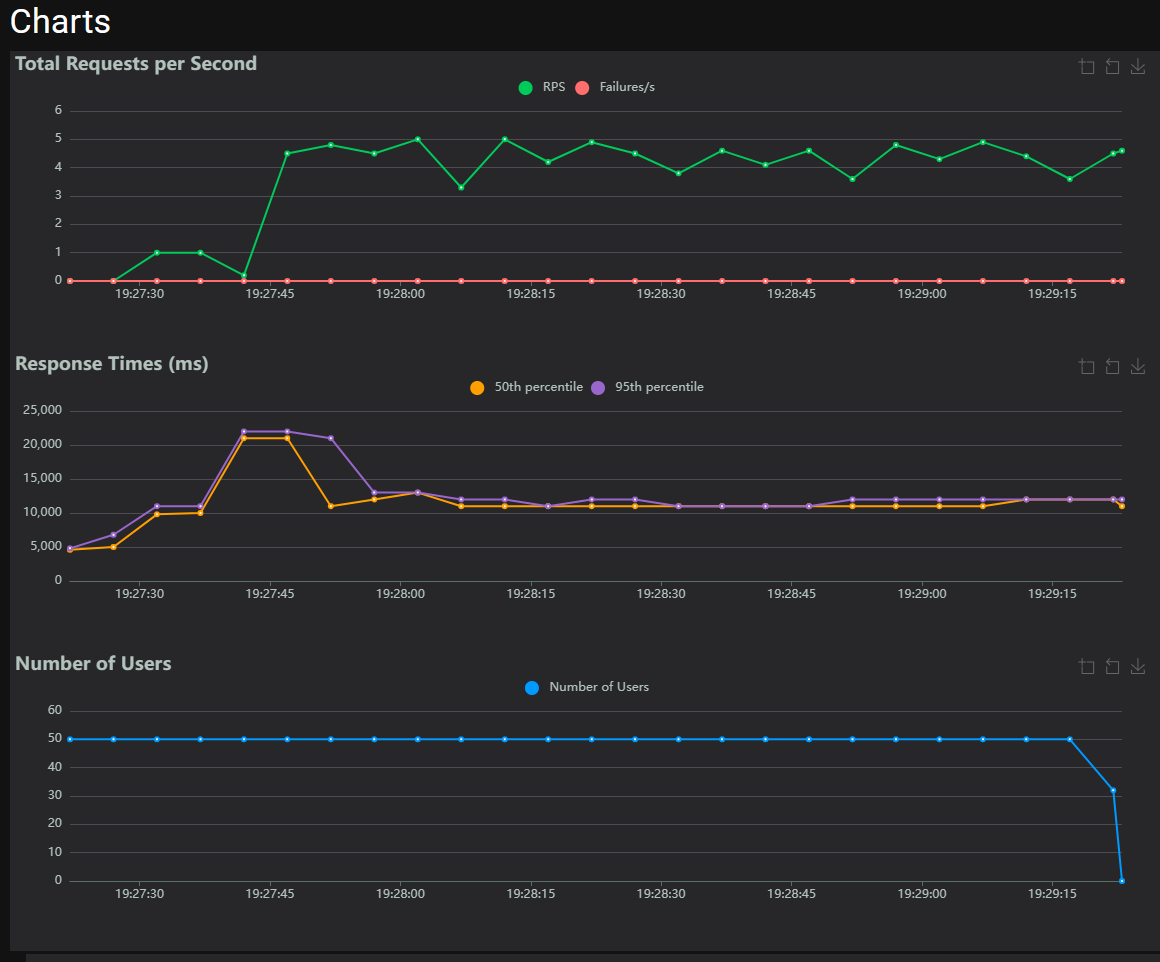 Charts
Total Requests per Second
RPS Failures/s
6
5
4
3
2
1
0
19:27:30 19:27:45 19:28:00 19:28:15 19:28:30 19:28:45 19:29:00 19:29:15
Response Times (ms)
50th percentile 95th percentile
25,000
20,000
15,000
10,000
5,000
0
19:27:30 19:27:45 19:28:00 19:28:15 19:28:30 19:28:45 19:29:00 19:29:15
Number of Users
Number of Users
60
50
40
30
20
10
0
19:27:30 19:27:45 19:28:00 19:28:15 19:28:30 19:28:45 19:29:00 19:29:15